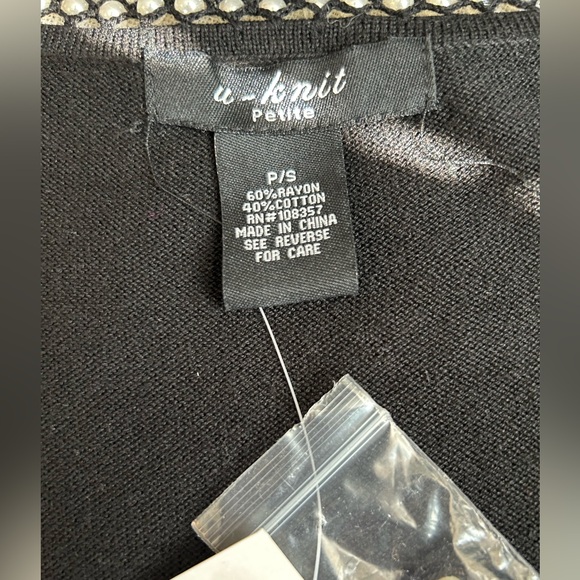 u-knit
Petite
P/S
60%RAYON
40%COTTON
RN#108357
MADE IN CHINA
SEE REVERSE
FOR CARE